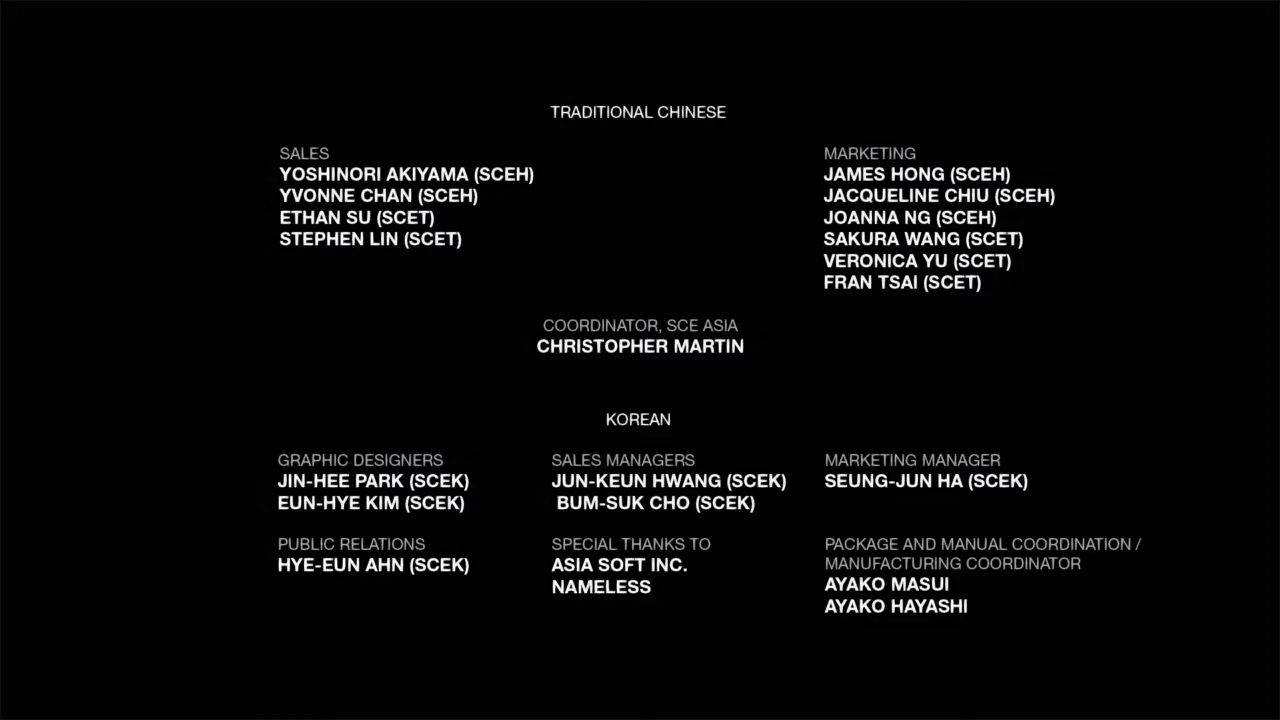 TRADITIONAL CHINESE
SALES
YOSHINORI AKIYAMA (SCEH)
YVONNE CHAN (SCEH)
ETHAN SU (SCET)
STEPHEN LIN (SCET)
MARKETING
JAMES HONG (SCEH)
JACQUELINE CHIU (SCEH)
JOANNA NG (SCEH)
SAKURA WANG (SCET)
VERONICA YU (SCET)
FRAN TSAI (SCET)
COORDINATOR, SCE ASIA
CHRISTOPHER MARTIN
KOREAN
GRAPHIC DESIGNERS
JIN-HEE PARK (SCEK)
EUN-HYE KIM (SCEK)
SALES MANAGERS
JUN-KEUN HWANG (SCEK)
BUM-SUK CHO (SCEK)
MARKETING MANAGER
SEUNG-JUN HA (SCEK)
PUBLIC RELATIONS
HYE-EUN AHN (SCEK)
SPECIAL THANKS TO
ASIA SOFT INC.
NAMELESS
PACKAGE AND MANUAL COORDINATION /
MANUFACTURING COORDINATOR
AYAKO MASUI
AYAKO HAYASHI